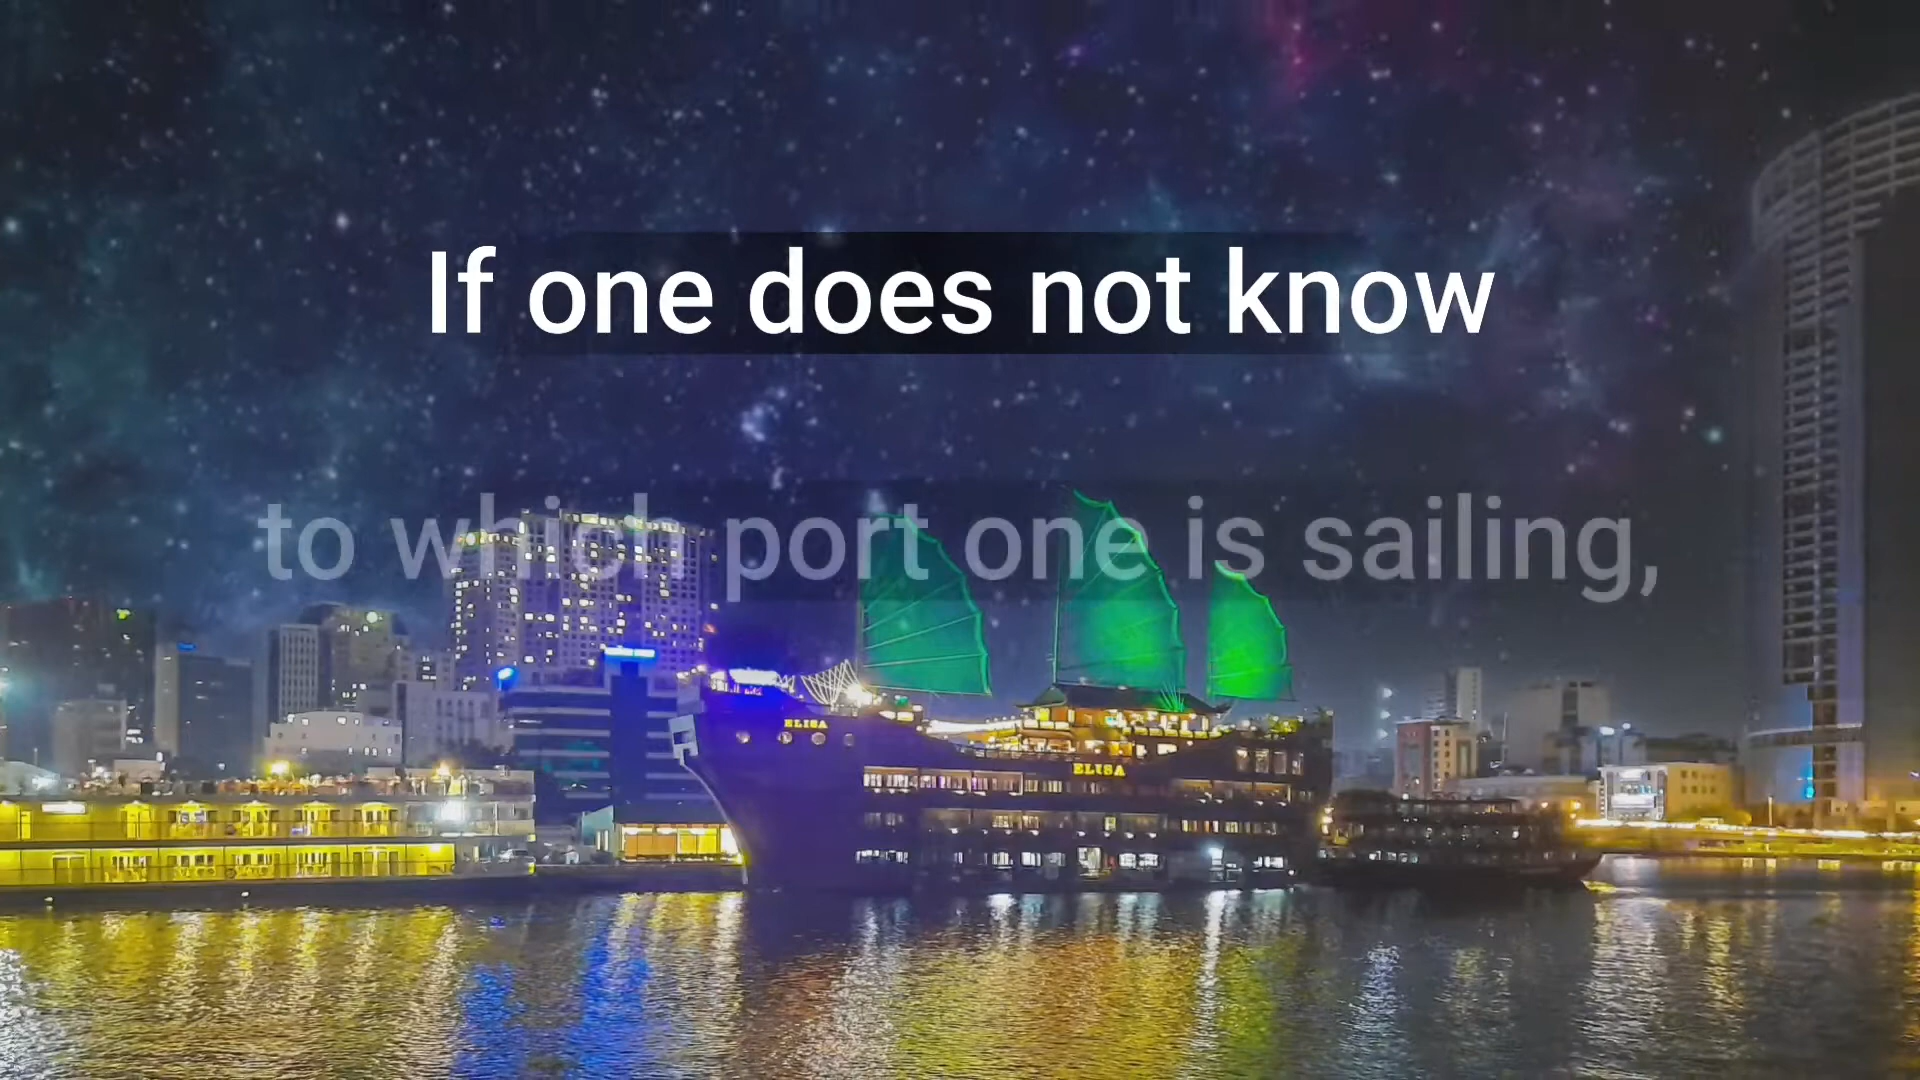 If one does not know
to which port one is sailing,
ELISA
ELISA